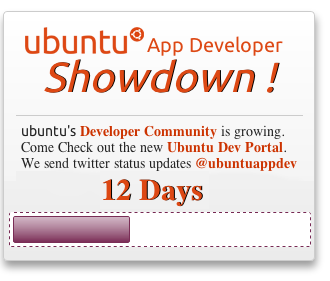 ubuntu App Developer
Showdown !
ubuntu's Developer Community is growing.
Come Check out the new Ubuntu Dev Portal.
We send twitter status updates @ubuntuappdev
12 Days